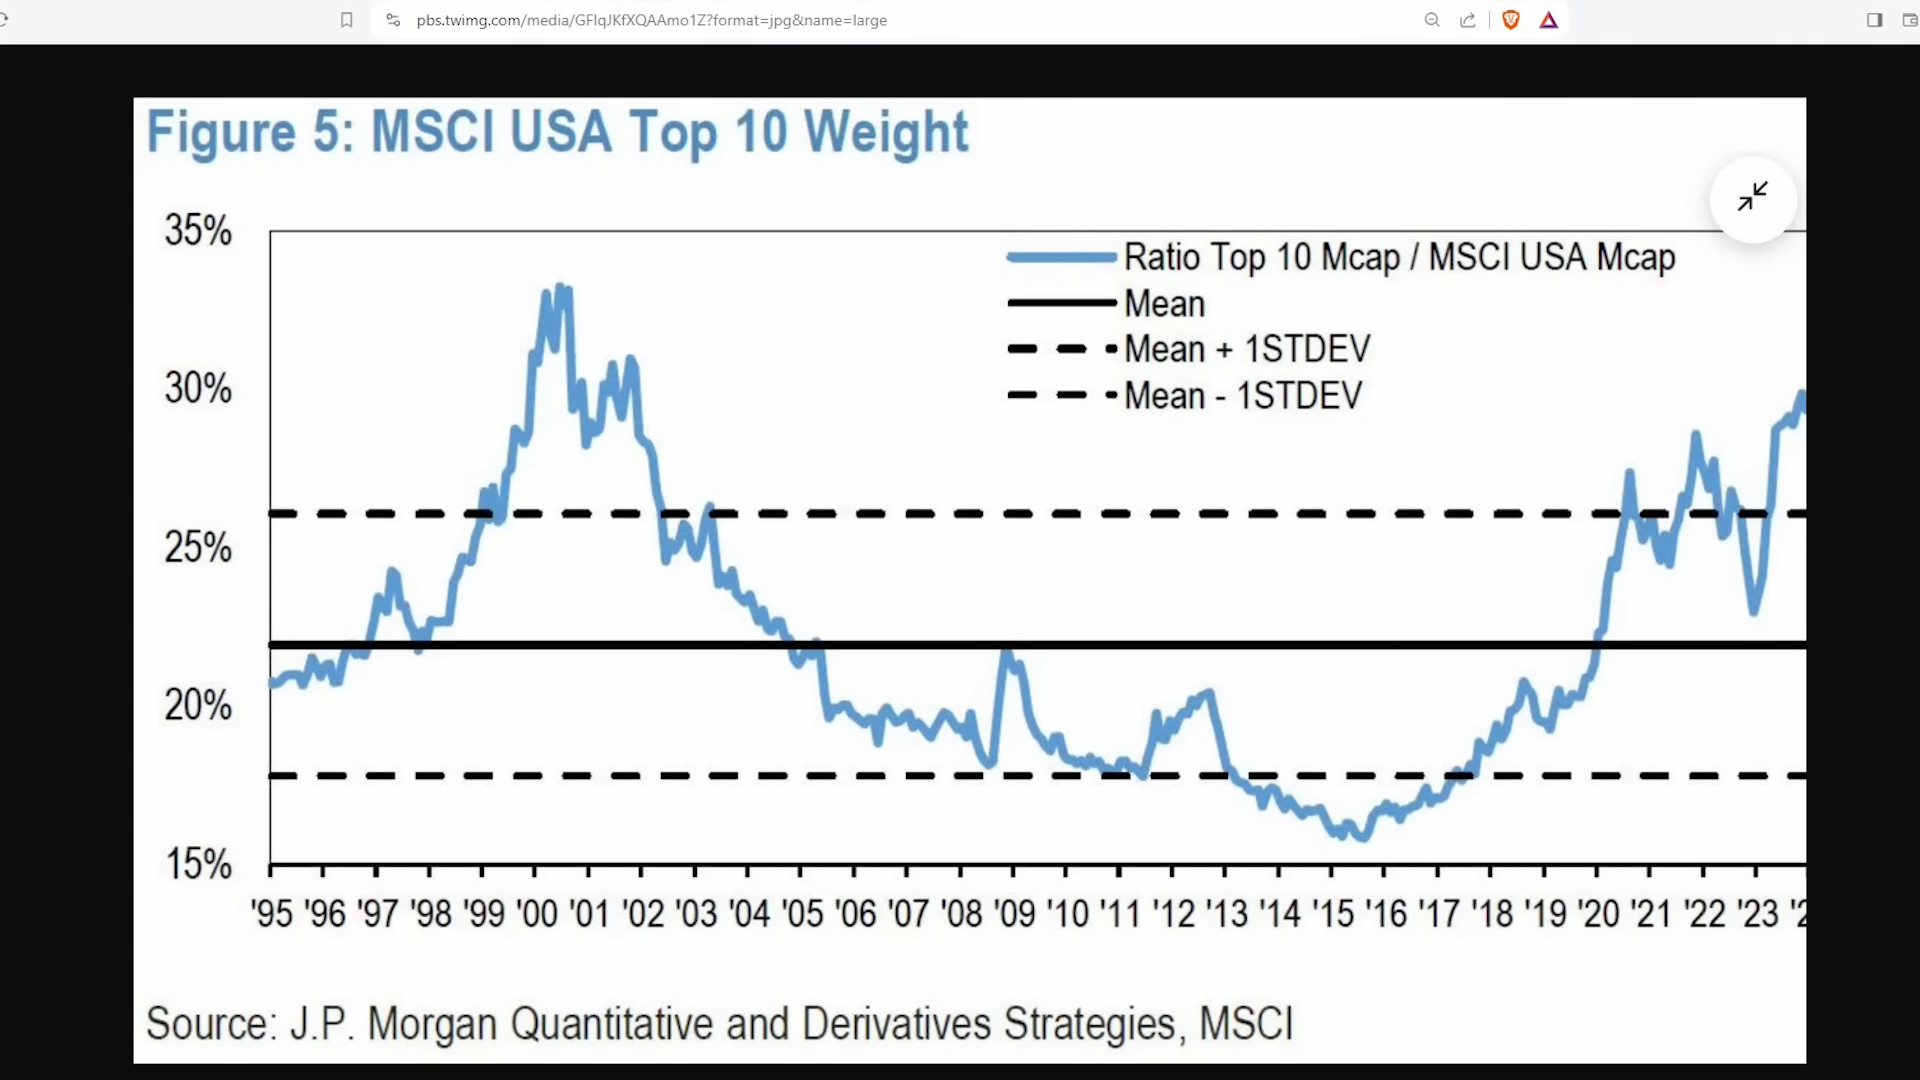 pbs.twimg.com/media/GFIqJKfXQAAmo1Z?format=jpg&name=large
Figure 5: MSCI USA Top 10 Weight
35%
30%
25%
20%
15%
Ratio Top 10 Mcap / MSCI USA Mcap
Mean
Mean + 1STDEV
Mean - 1STDEV
'95 '96 '97 '98 '99 '00 '01 '02 '03 '04 '05 '06 '07 '08 '09 '10 '11 '12 '13 '14 '15 '16 '17 '18 '19 '20 '21 '22 '23
Source: J.P. Morgan Quantitative and Derivatives Strategies, MSCI